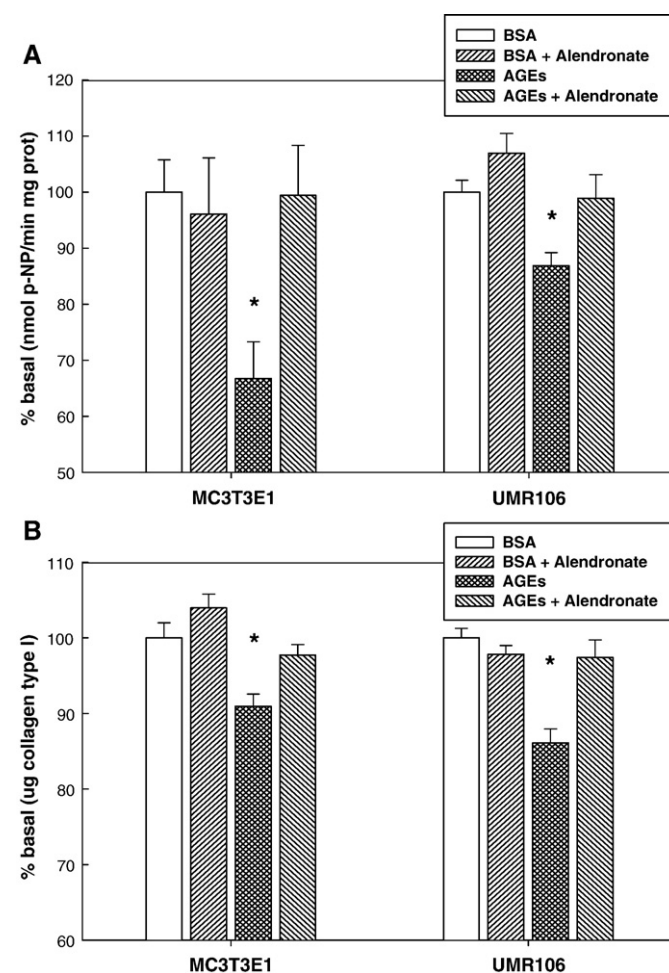 A
BSA
BSA + Alendronate
AGEs
AGEs + Alendronate
% basal (nmol p-NP/min mg prot)
120
110
100
90
80
70
60
50
*
*
MC3T3E1
UMR106
B
BSA
BSA + Alendronate
AGEs
AGEs + Alendronate
% basal (ug collagen type I)
110
100
90
80
70
60
*
*
MC3T3E1
UMR106